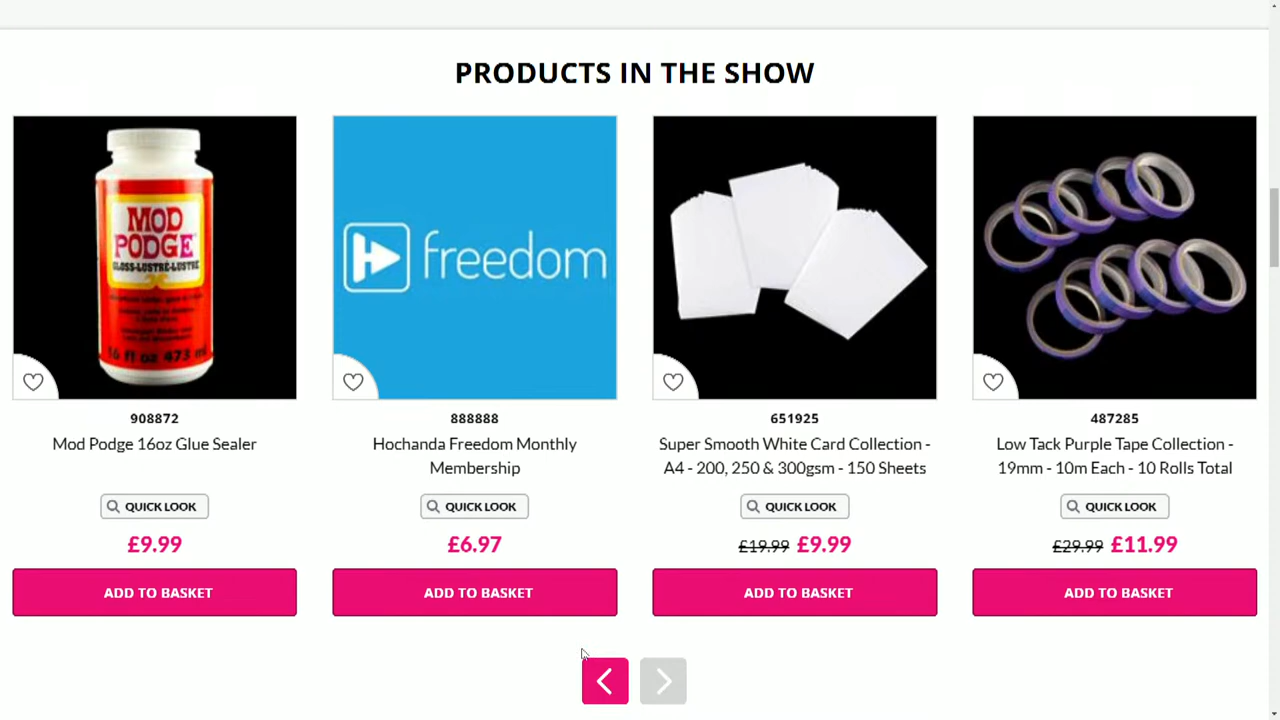 PRODUCTS IN THE SHOW
MOD
PODGE
GLOSS-LUSTRE-LUSTRÉ
16 fl oz 473 ml
freedom
908872
Mod Podge 16oz Glue Sealer
QUICK LOOK
£9.99
ADD TO BASKET
888888
Hochanda Freedom Monthly
Membership
QUICK LOOK
£6.97
ADD TO BASKET
651925
Super Smooth White Card Collection -
A4 - 200, 250 & 300gsm - 150 Sheets
QUICK LOOK
£19.99 £9.99
ADD TO BASKET
487285
Low Tack Purple Tape Collection -
19mm - 10m Each - 10 Rolls Total
QUICK LOOK
£29.99 £11.99
ADD TO BASKET